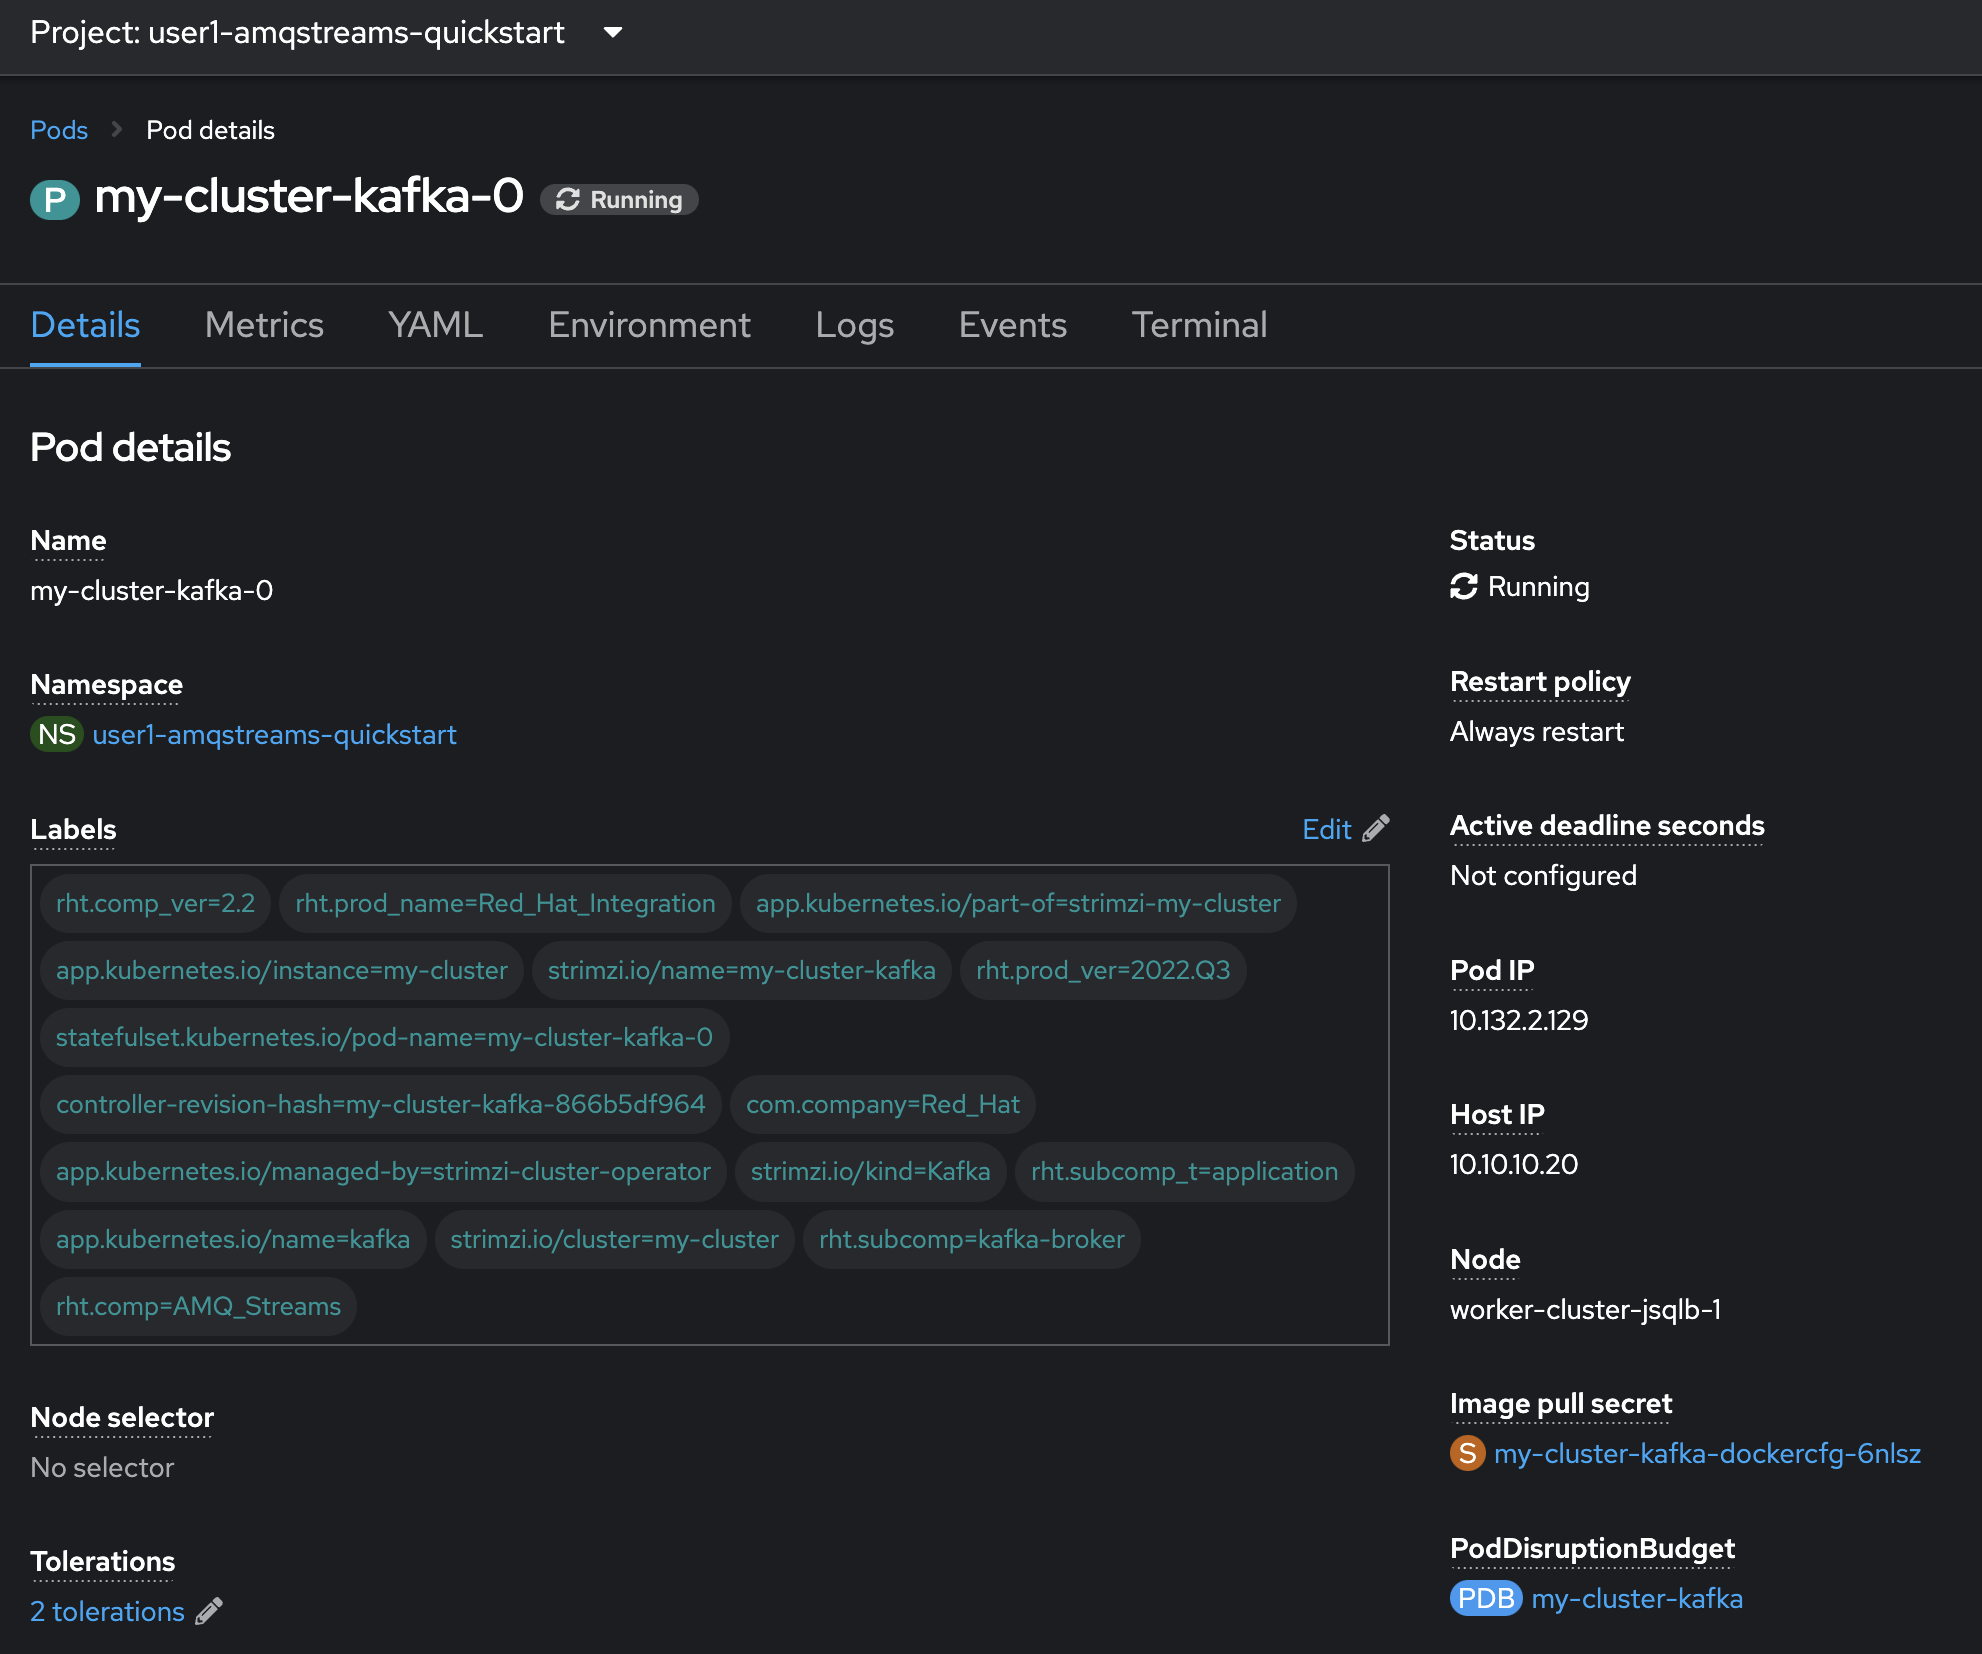 Project: user1-amqstreams-quickstart
Pods Pod details
P my-cluster-kafka-0 Running
Details Metrics YAML Environment Logs Events Terminal
Pod details
Name
my-cluster-kafka-0
Namespace
NS user1-amqstreams-quickstart
Labels Edit
rht.comp_ver=2.2 rht.prod_name=Red_Hat_Integration app.kubernetes.io/part-of=strimzi-my-cluster
app.kubernetes.io/instance=my-cluster strimzi.io/name=my-cluster-kafka rht.prod_ver=2022.Q3
statefulset.kubernetes.io/pod-name=my-cluster-kafka-0
controller-revision-hash=my-cluster-kafka-866b5df964 com.company=Red_Hat
app.kubernetes.io/managed-by=strimzi-cluster-operator strimzi.io/kind=Kafka rht.subcomp_t=application
app.kubernetes.io/name=kafka strimzi.io/cluster=my-cluster rht.subcomp=kafka-broker
rht.comp=AMQ_Streams
Node selector
No selector
Tolerations
2 tolerations
Status
Running
Restart policy
Always restart
Active deadline seconds
Not configured
Pod IP
10.132.2.129
Host IP
10.10.10.20
Node
worker-cluster-jsqlb-1
Image pull secret
S my-cluster-kafka-dockercfg-6nlsz
PodDisruptionBudget
PDB my-cluster-kafka